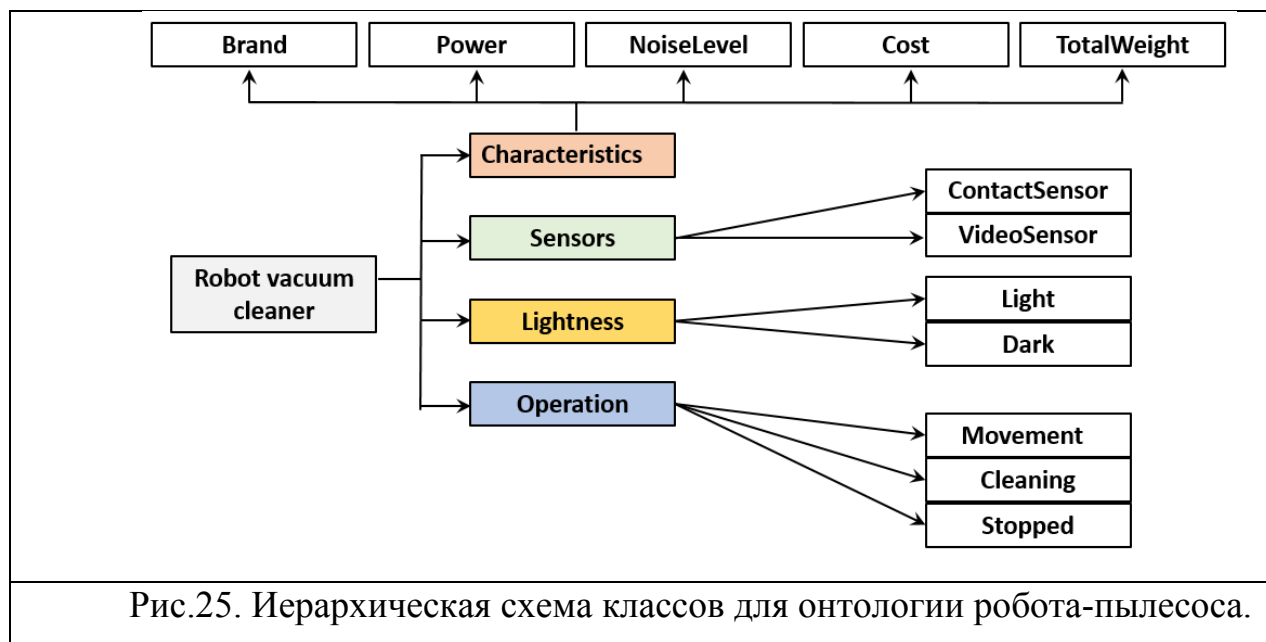 Brand
Power
NoiseLevel
Cost
TotalWeight
Characteristics
Sensors
Lightness
Operation
Robot vacuum
cleaner
ContactSensor
VideoSensor
Light
Dark
Movement
Cleaning
Stopped
Рис.25. Иерархическая схема классов для онтологии робота-пылесоса.